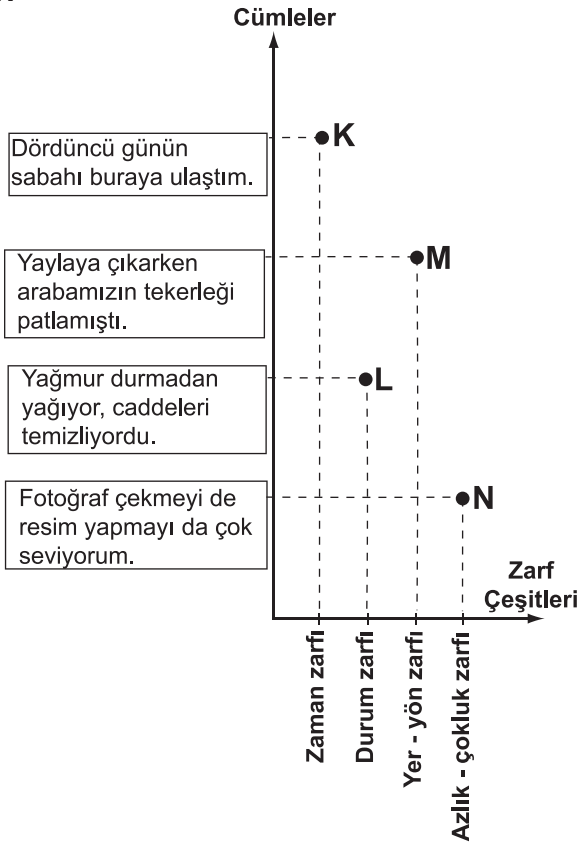 Cümleler
Dördüncü günün
sabahı buraya ulaştım.
K
Yaylaya çıkarken
arabamızın tekerleği
patlamıştı.
M
Yağmur durmadan
yağıyor, caddeleri
temizliyordu.
L
Fotoğraf çekmeyi de
resim yapmayı da çok
seviyorum.
N
Zarf
Çeşitleri
Zaman zarfı
Durum zarfı
Yer - yön zarfı
Azlık - çokluk zarfı